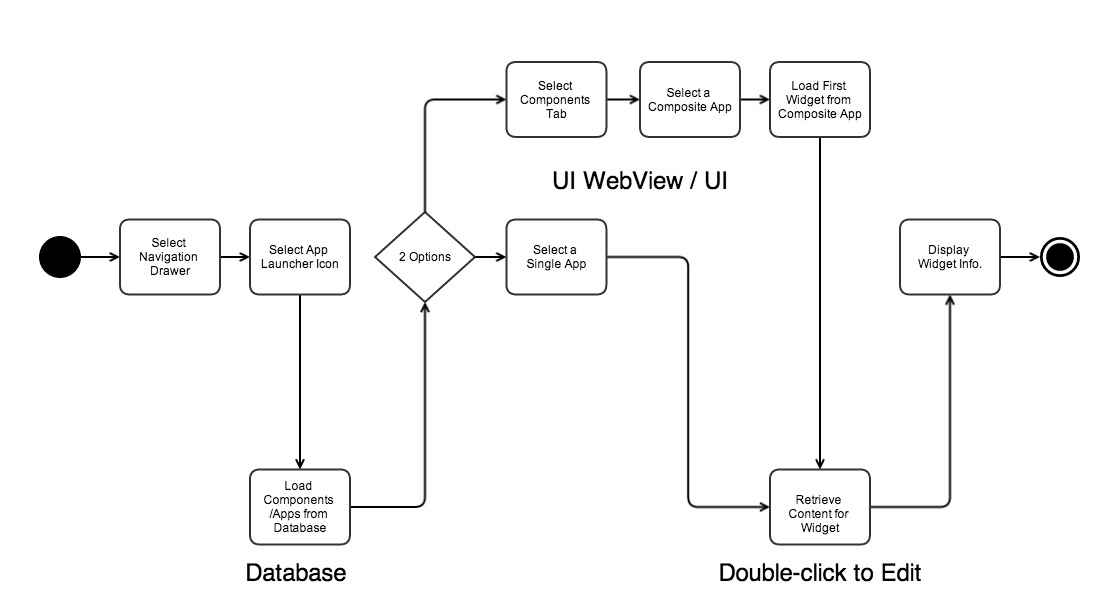 Select
Components
Tab
Select a
Composite App
Load First
Widget from
Composite App
UI WebView / UI
Select
Navigation
Drawer
Select App
Launcher Icon
2 Options
Select a
Single App
Display
Widget Info.
Load
Components
/Apps from
Database
Retrieve
Content for
Widget
Database
Double-click to Edit